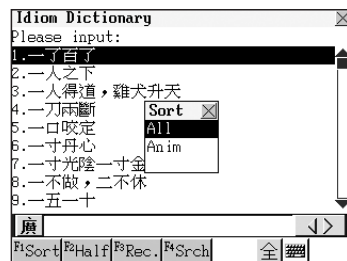 Idiom Dictionary
Please input:
1.一了百了
2.一人之下
3.一人得道，雞犬升天
4.一刀兩斷
5.一口咬定
6.一寸丹心
7.一寸光陰一寸金
8.一不做，二不休
9.一五一十
Sort
All
Anim
廣
F1Sort F2Half F3Rec. F4Srch 全